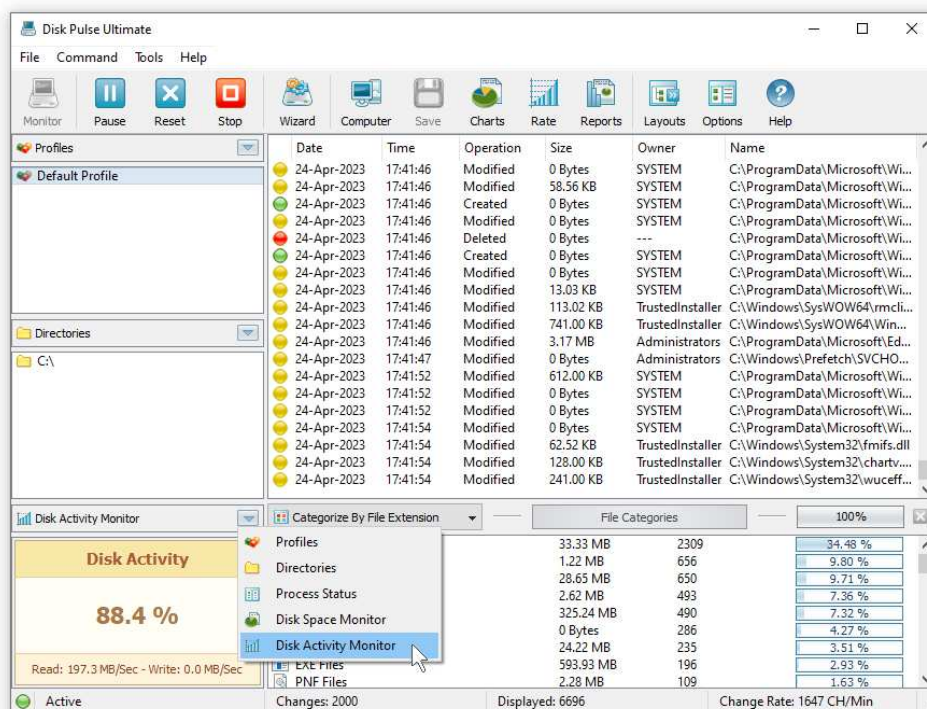 Disk Pulse Ultimate
File Command Tools Help
Monitor Pause Reset Stop Wizard Computer Save Charts Rate Reports Layouts Options Help
Profiles
Default Profile
Directories
C:\
Date Time Operation Size Owner Name
24-Apr-2023 17:41:46 Modified 0 Bytes SYSTEM C:\ProgramData\Microsoft\Wi...
24-Apr-2023 17:41:46 Modified 58.56 KB SYSTEM C:\ProgramData\Microsoft\Wi...
24-Apr-2023 17:41:46 Created 0 Bytes SYSTEM C:\ProgramData\Microsoft\Wi...
24-Apr-2023 17:41:46 Modified 0 Bytes SYSTEM C:\ProgramData\Microsoft\Wi...
24-Apr-2023 17:41:46 Deleted 0 Bytes --- C:\ProgramData\Microsoft\Wi...
24-Apr-2023 17:41:46 Created 0 Bytes SYSTEM C:\ProgramData\Microsoft\Wi...
24-Apr-2023 17:41:46 Modified 0 Bytes SYSTEM C:\ProgramData\Microsoft\Wi...
24-Apr-2023 17:41:46 Modified 13.03 KB SYSTEM C:\ProgramData\Microsoft\Wi...
24-Apr-2023 17:41:46 Modified 113.02 KB TrustedInstaller C:\Windows\SysWOW64\rmcli...
24-Apr-2023 17:41:46 Modified 741.00 KB TrustedInstaller C:\Windows\SysWOW64\Win...
24-Apr-2023 17:41:46 Modified 3.17 MB Administrators C:\ProgramData\Microsoft\Ed...
24-Apr-2023 17:41:47 Modified 0 Bytes Administrators C:\Windows\Prefetch\SVCHO...
24-Apr-2023 17:41:52 Modified 612.00 KB SYSTEM C:\ProgramData\Microsoft\Wi...
24-Apr-2023 17:41:52 Modified 0 Bytes SYSTEM C:\ProgramData\Microsoft\Wi...
24-Apr-2023 17:41:52 Modified 0 Bytes SYSTEM C:\ProgramData\Microsoft\Wi...
24-Apr-2023 17:41:54 Modified 0 Bytes SYSTEM C:\ProgramData\Microsoft\Wi...
24-Apr-2023 17:41:54 Modified 62.52 KB TrustedInstaller C:\Windows\System32\fmifs.dll
24-Apr-2023 17:41:54 Modified 128.00 KB TrustedInstaller C:\Windows\System32\chartv....
24-Apr-2023 17:41:54 Modified 241.00 KB TrustedInstaller C:\Windows\System32\wuceff...
Disk Activity Monitor
Disk Activity
88.4 %
Read: 197.3 MB/Sec - Write: 0.0 MB/Sec
Categorize By File Extension File Categories 100%
Profiles
Directories
Process Status
Disk Space Monitor
Disk Activity Monitor
33.33 MB 2309 34.48 %
1.22 MB 656 9.80 %
28.65 MB 650 9.71 %
2.62 MB 493 7.36 %
325.24 MB 490 7.32 %
0 Bytes 286 4.27 %
24.22 MB 235 3.51 %
EXE Files 593.93 MB 196 2.93 %
PNF Files 2.28 MB 109 1.63 %
Active Changes: 2000 Displayed: 6696 Change Rate: 1647 CH/Min